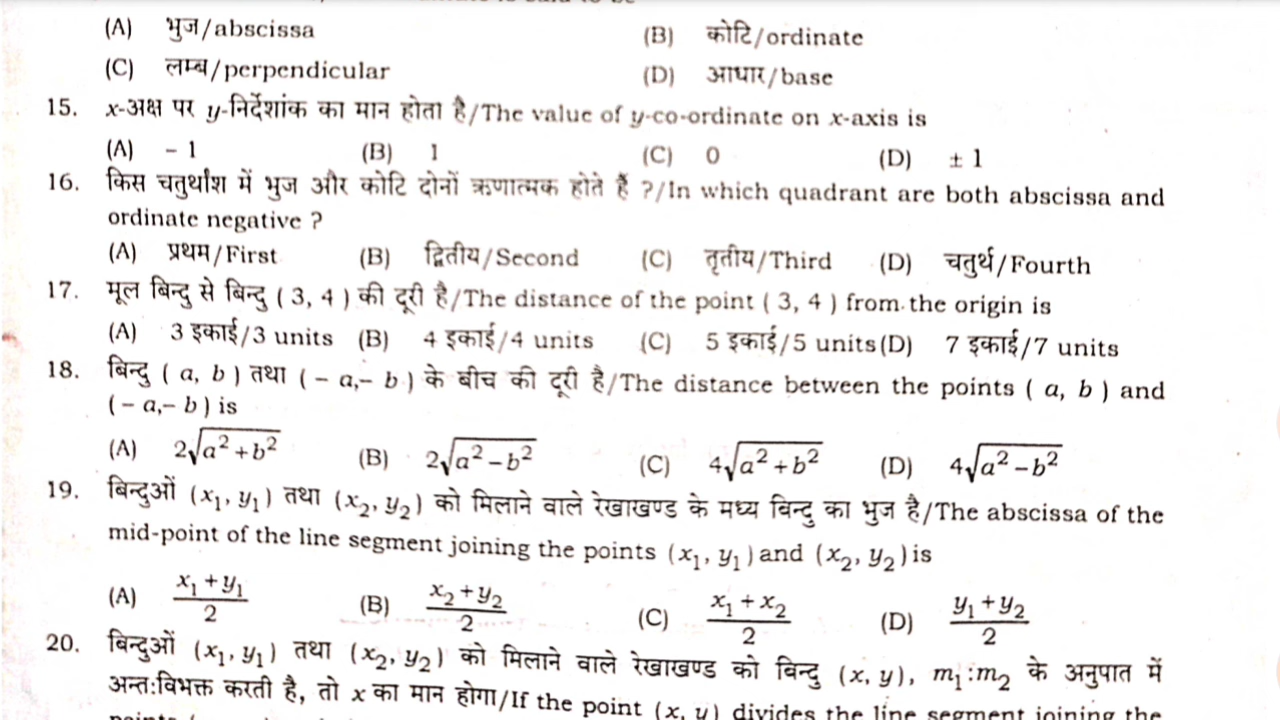 (A) भुज/abscissa (B) कोटि/ordinate
(C) लम्ब/perpendicular (D) आधार/base
15. x-अक्ष पर y-निर्देशांक का मान होता है/The value of y-co-ordinate on x-axis is
(A) – 1 (B) 1 (C) 0 (D) ± 1
16. किस चतुर्थांश में भुज और कोटि दोनों ऋणात्मक होते हैं ?/In which quadrant are both abscissa and
ordinate negative ?
(A) प्रथम/First (B) द्वितीय/Second (C) तृतीय/Third (D) चतुर्थ/Fourth
17. मूल बिन्दु से बिन्दु ( 3, 4 ) की दूरी है/The distance of the point ( 3, 4 ) from the origin is
(A) 3 इकाई/3 units (B) 4 इकाई/4 units (C) 5 इकाई/5 units (D) 7 इकाई/7 units
18. बिन्दु ( a, b ) तथा ( – a,– b ) के बीच की दूरी है/The distance between the points ( a, b ) and
( – a,– b ) is
(A) 2√(a² + b²) (B) 2√(a² – b²) (C) 4√(a² + b²) (D) 4√(a² – b²)
19. बिन्दुओं (x₁, y₁) तथा (x₂, y₂) को मिलाने वाले रेखाखण्ड के मध्य बिन्दु का भुज है/The abscissa of the
mid-point of the line segment joining the points (x₁, y₁) and (x₂, y₂) is
(A) (x₁ + y₁)/2 (B) (x₂ + y₂)/2 (C) (x₁ + x₂)/2 (D) (y₁ + y₂)/2
20. बिन्दुओं (x₁, y₁) तथा (x₂, y₂) को मिलाने वाले रेखाखण्ड को बिन्दु (x, y), m₁:m₂ के अनुपात में
अन्त:विभक्त करती है, तो x का मान होगा/If the point (x, y) divides the line segment joining the